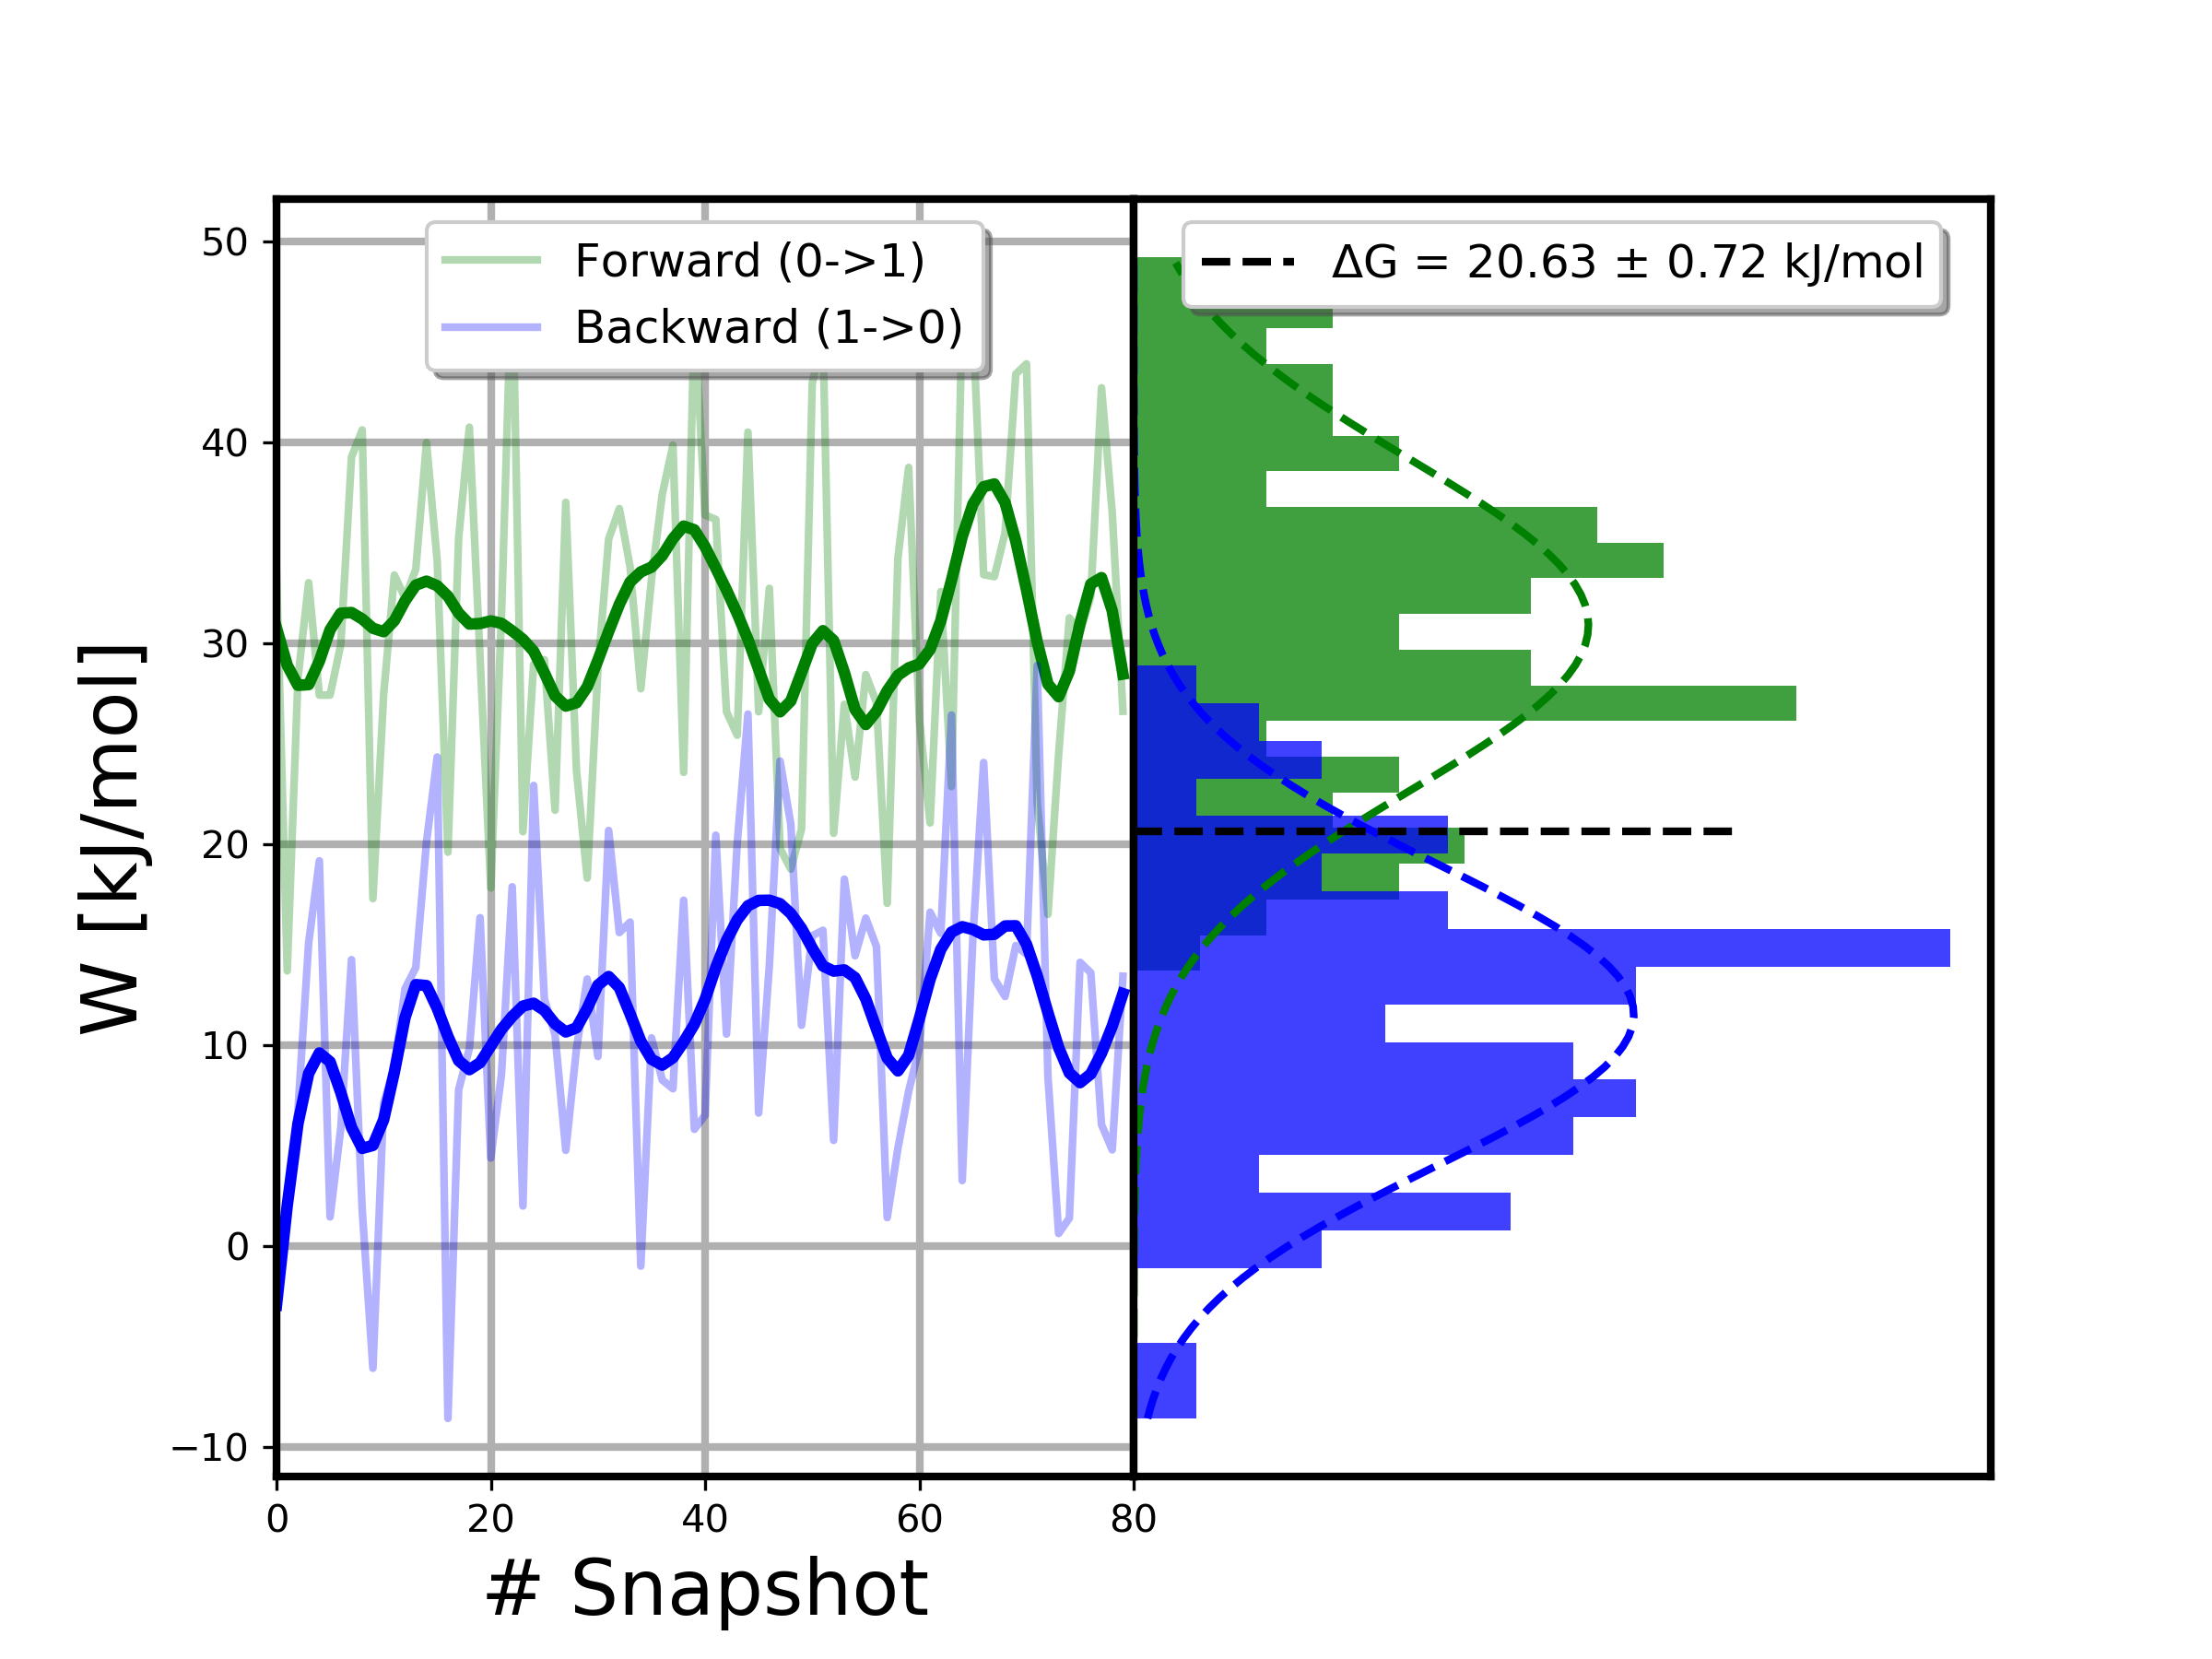 Forward (0->1)
Backward (1->0)
ΔG = 20.63 ± 0.72 kJ/mol
50
40
30
20
10
0
−10
W [kJ/mol]
0 20 40 60 80
# Snapshot